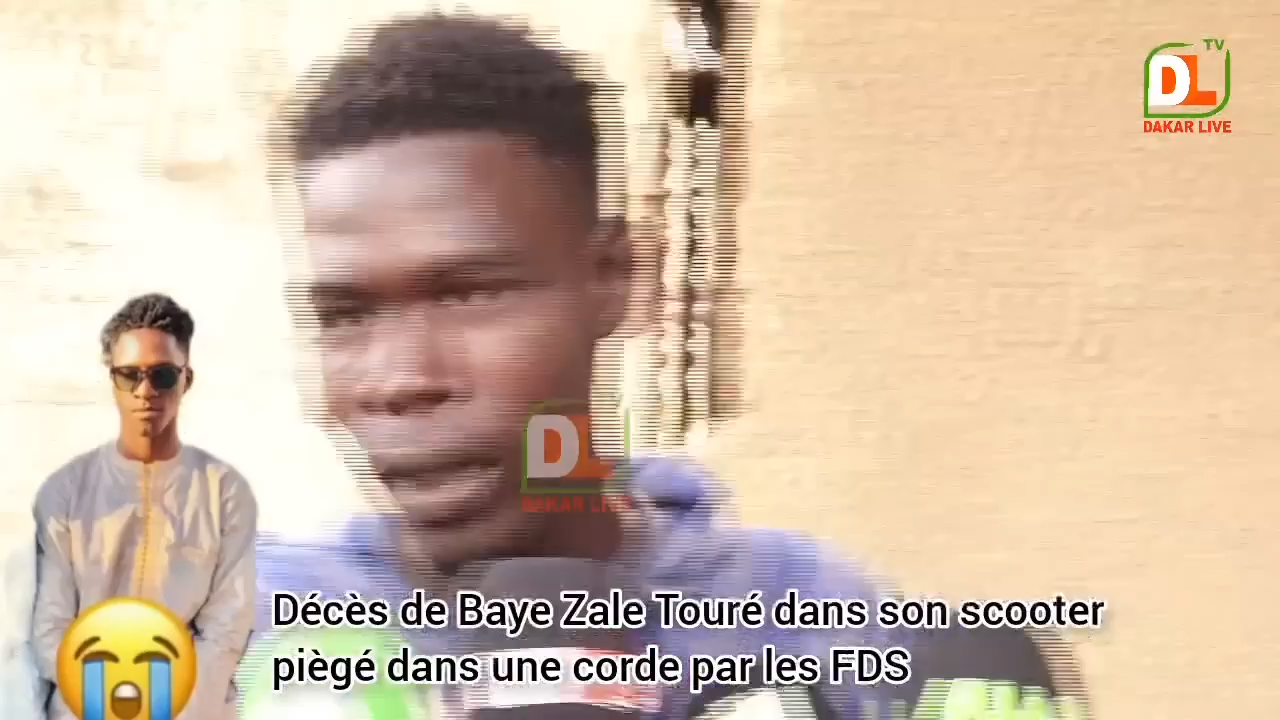 TV
DL
DAKAR LIVE
DL
DAKAR LIVE
Décès de Baye Zale Touré dans son scooter
piègé dans une corde par les FDS